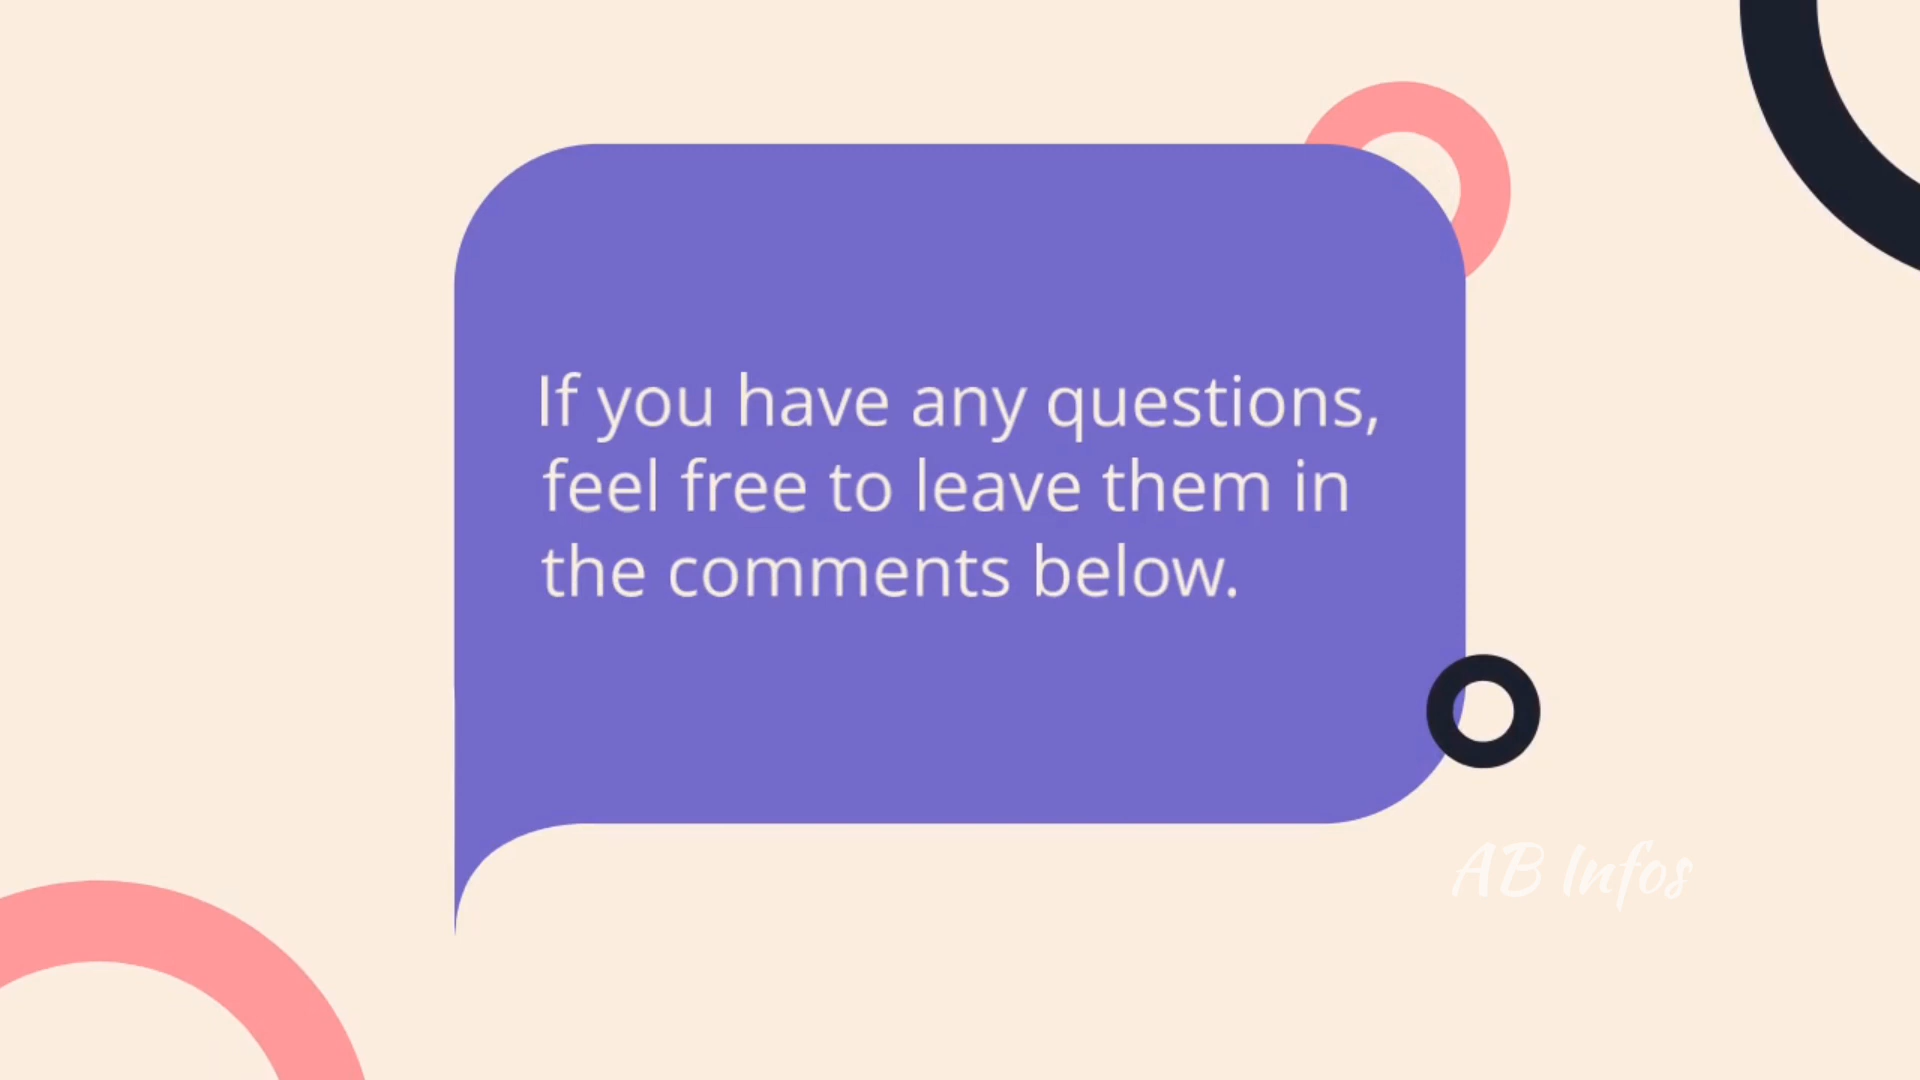 If you have any questions,
feel free to leave them in
the comments below.
AB Infos